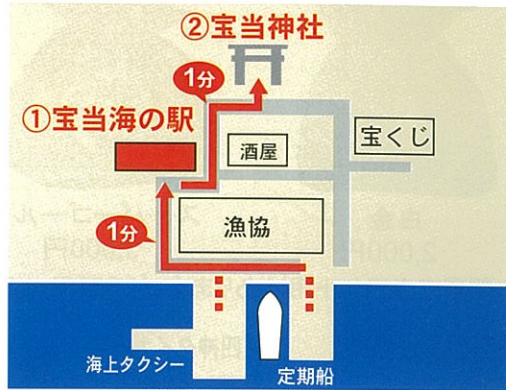 ②宝当神社
1分
①宝当海の駅
酒屋
宝くじ
1分
漁協
海上タクシー
定期船